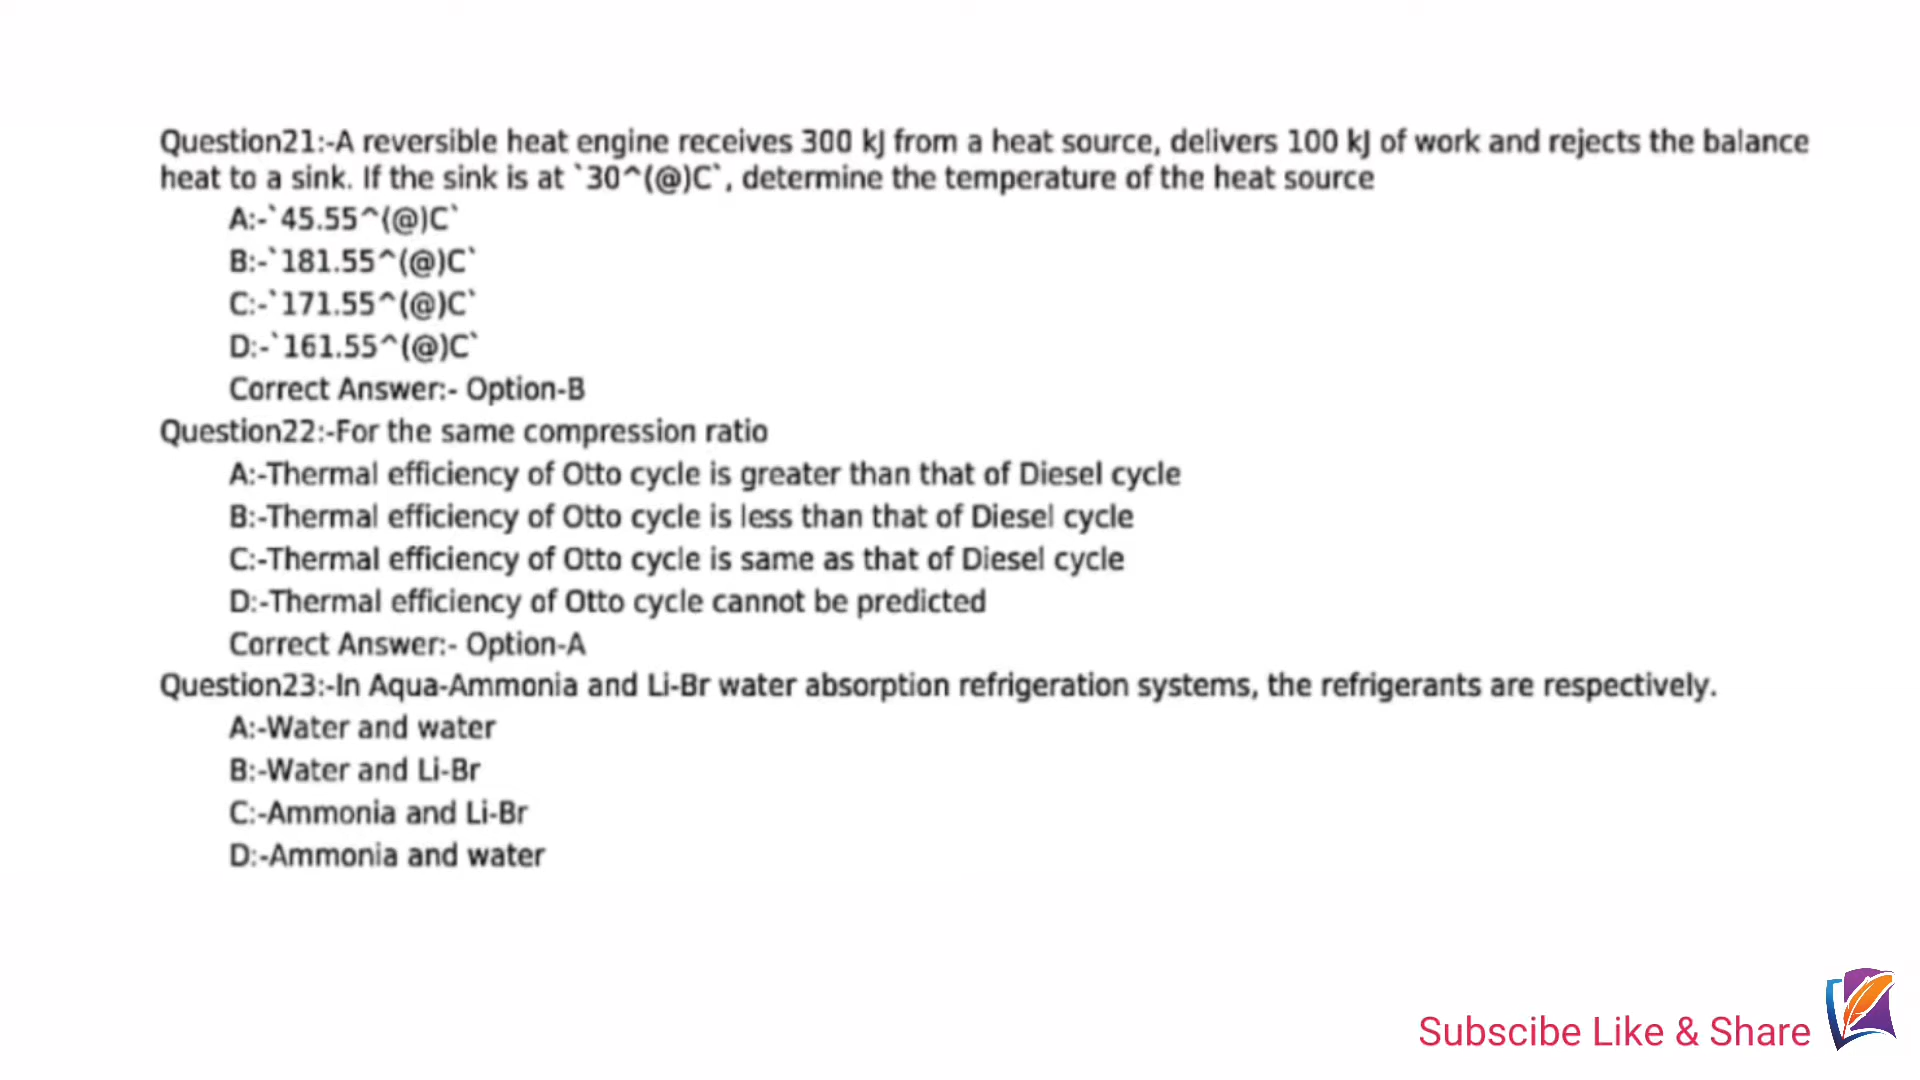 Question21:-A reversible heat engine receives 300 kJ from a heat source, delivers 100 kJ of work and rejects the balance
heat to a sink. If the sink is at `30^(@)C`, determine the temperature of the heat source
A:-`45.55^(@)C`
B:-`181.55^(@)C`
C:-`171.55^(@)C`
D:-`161.55^(@)C`
Correct Answer:- Option-B
Question22:-For the same compression ratio
A:-Thermal efficiency of Otto cycle is greater than that of Diesel cycle
B:-Thermal efficiency of Otto cycle is less than that of Diesel cycle
C:-Thermal efficiency of Otto cycle is same as that of Diesel cycle
D:-Thermal efficiency of Otto cycle cannot be predicted
Correct Answer:- Option-A
Question23:-In Aqua-Ammonia and Li-Br water absorption refrigeration systems, the refrigerants are respectively.
A:-Water and water
B:-Water and Li-Br
C:-Ammonia and Li-Br
D:-Ammonia and water
Subscibe Like & Share